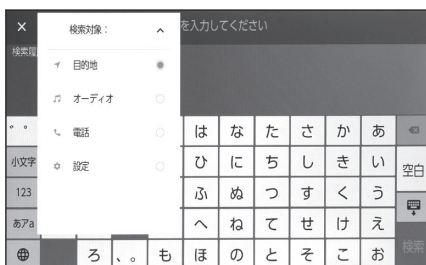 検索対象：
を入力してください
検索履
目的地
オーディオ
電話
設定
゛゜ は な た さ か あ
小文字 ひ に ち し き い 空白
123 ふ ぬ つ す く う
あアa へ ね て せ け え
ろ 、。 も ほ の と そ こ お 検索